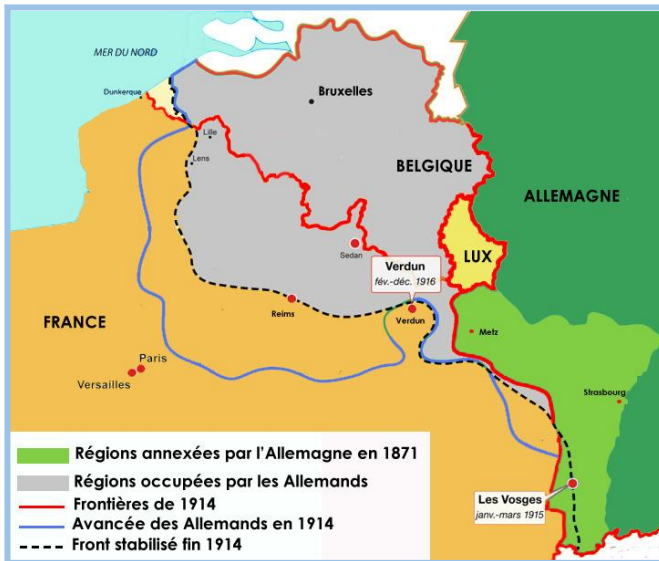 MER DU NORD
Dunkerque
Bruxelles
Lille
Lens
BELGIQUE
ALLEMAGNE
LUX
Sedan
Verdun
fév.-déc. 1916
Reims
Verdun
FRANCE
Metz
Paris
Versailles
Strasbourg
Les Vosges
janv.-mars 1915
Régions annexées par l'Allemagne en 1871
Régions occupées par les Allemands
Frontières de 1914
Avancée des Allemands en 1914
Front stabilisé fin 1914